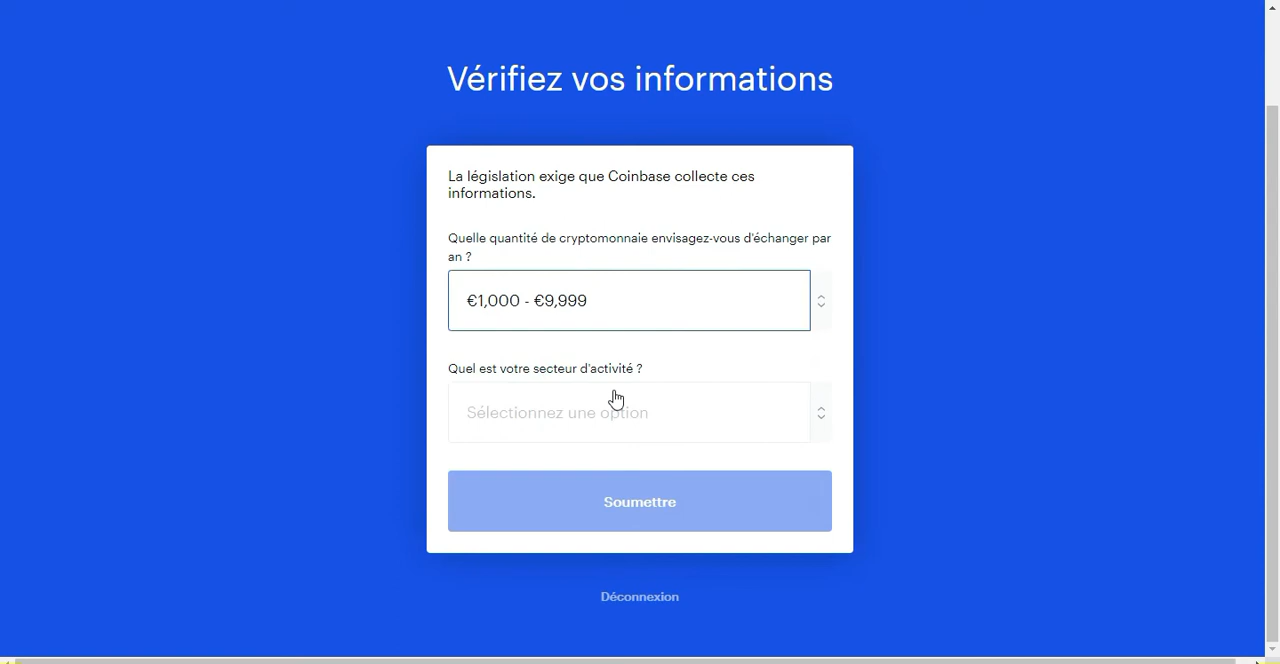 Vérifiez vos informations
La législation exige que Coinbase collecte ces
informations.
Quelle quantité de cryptomonnaie envisagez-vous d'échanger par
an ?
€1,000 - €9,999
Quel est votre secteur d'activité ?
Sélectionnez une option
Soumettre
Déconnexion